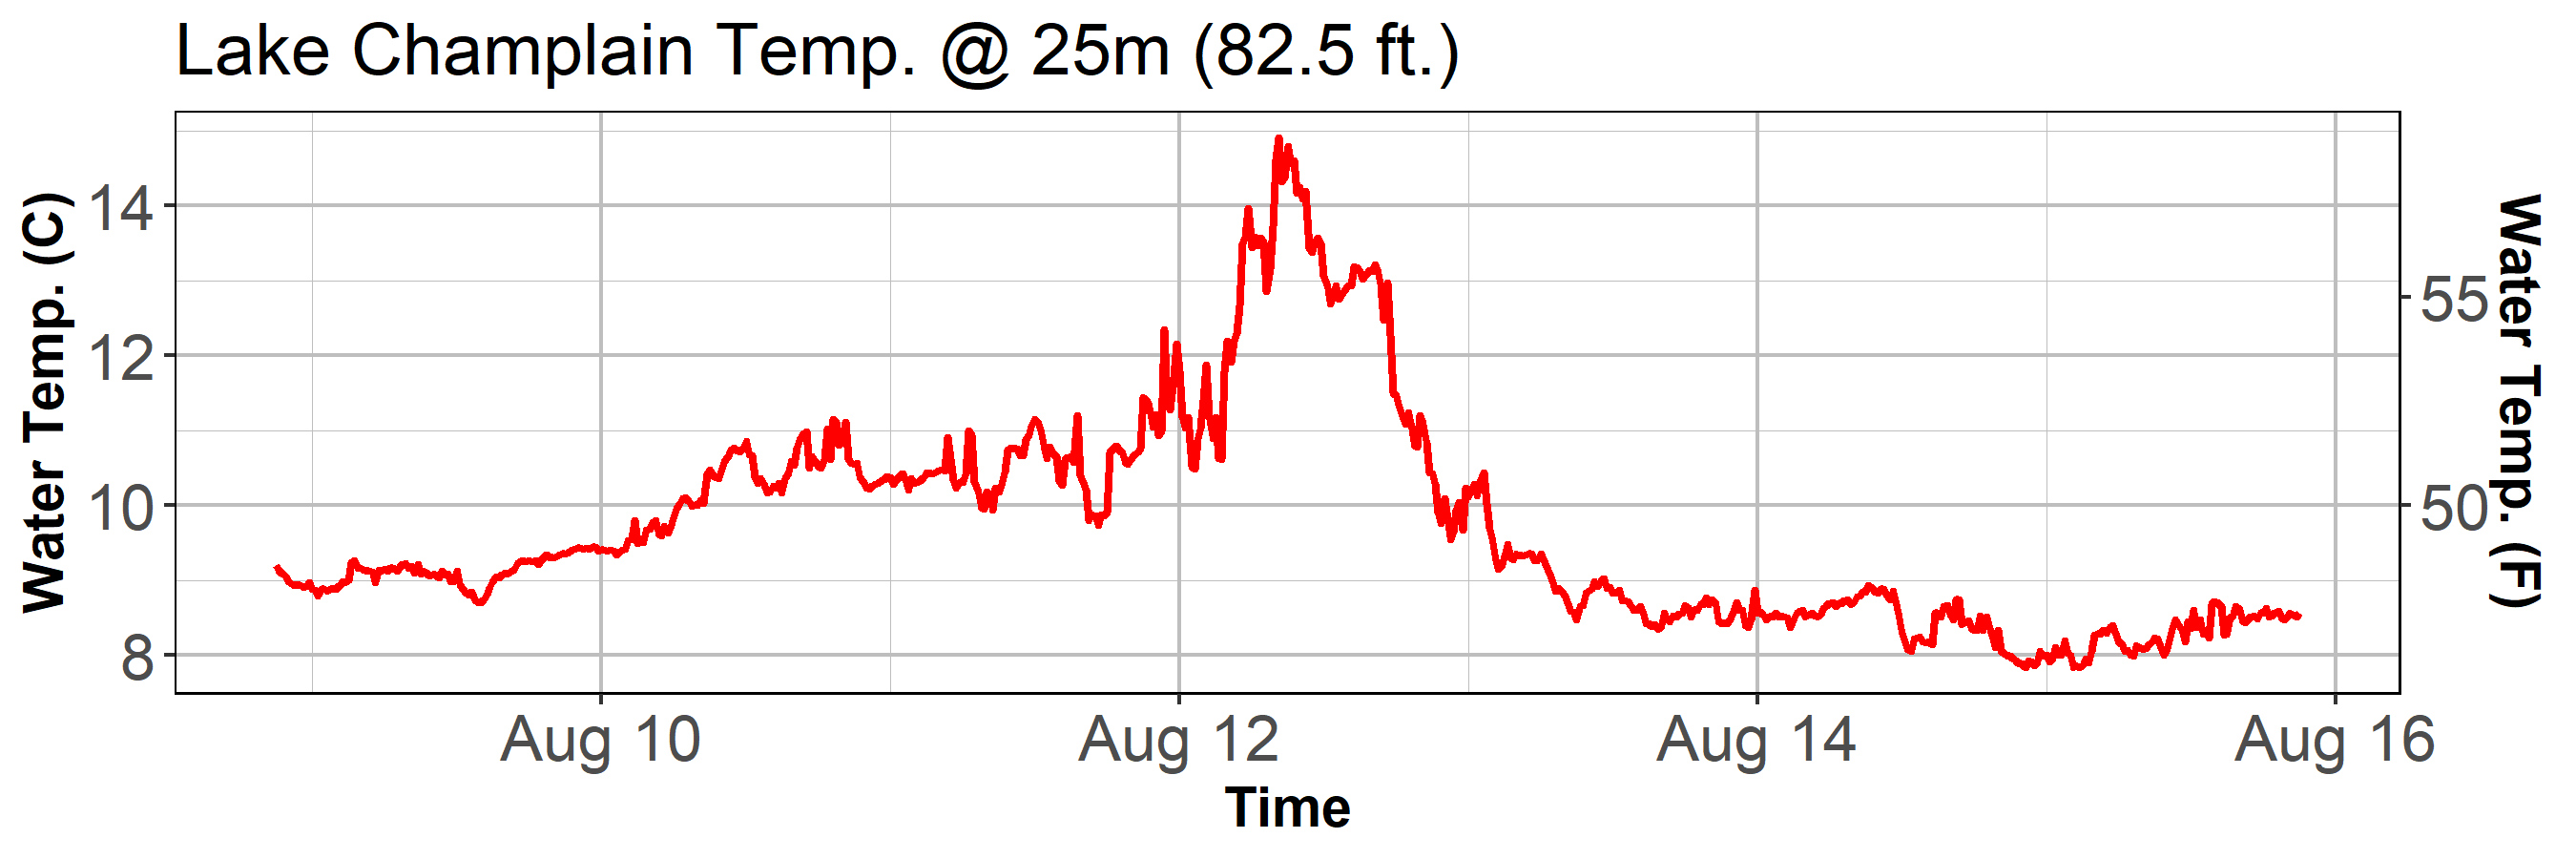 Lake Champlain Temp. @ 25m (82.5 ft.)
Water Temp. (C)
14
12
10
8
55
50
Water Temp. (F)
Aug 10
Aug 12
Aug 14
Aug 16
Time